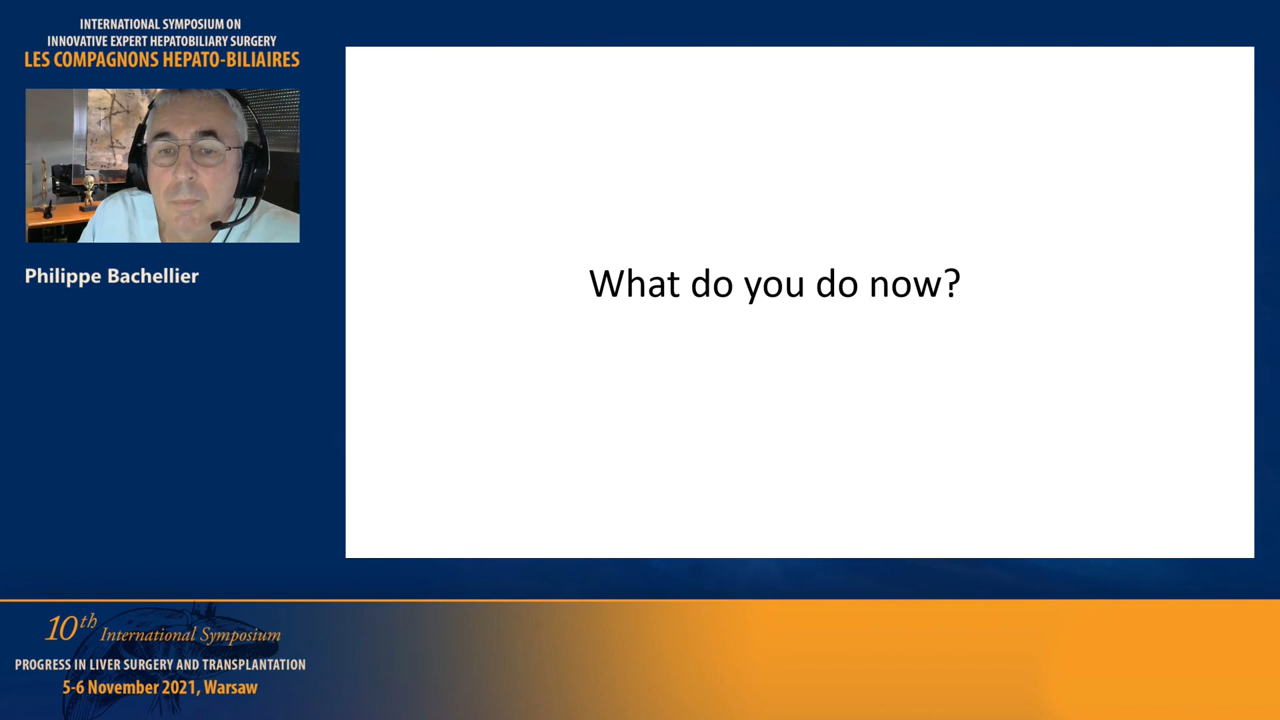 INTERNATIONAL SYMPOSIUM ON
INNOVATIVE EXPERT HEPATOBILIARY SURGERY
LES COMPAGNONS HEPATO-BILIAIRES
Philippe Bachellier
What do you do now?
10th International Symposium
PROGRESS IN LIVER SURGERY AND TRANSPLANTATION
5-6 November 2021, Warsaw